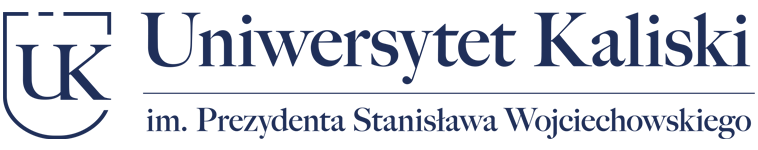 UK
Uniwersytet Kaliski
im. Prezydenta Stanisława Wojciechowskiego